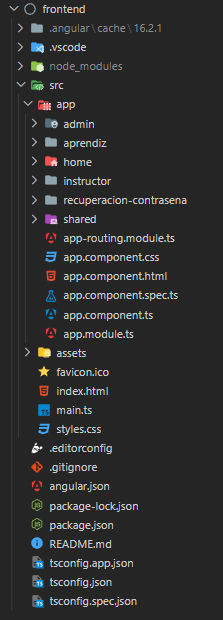 frontend
.angular\cache\16.2.1
.vscode
node_modules
src
app
admin
aprendiz
home
instructor
recuperacion-contrasena
shared
app-routing.module.ts
app.component.css
app.component.html
app.component.spec.ts
app.component.ts
app.module.ts
assets
favicon.ico
index.html
main.ts
styles.css
.editorconfig
.gitignore
angular.json
package-lock.json
package.json
README.md
tsconfig.app.json
tsconfig.json
tsconfig.spec.json